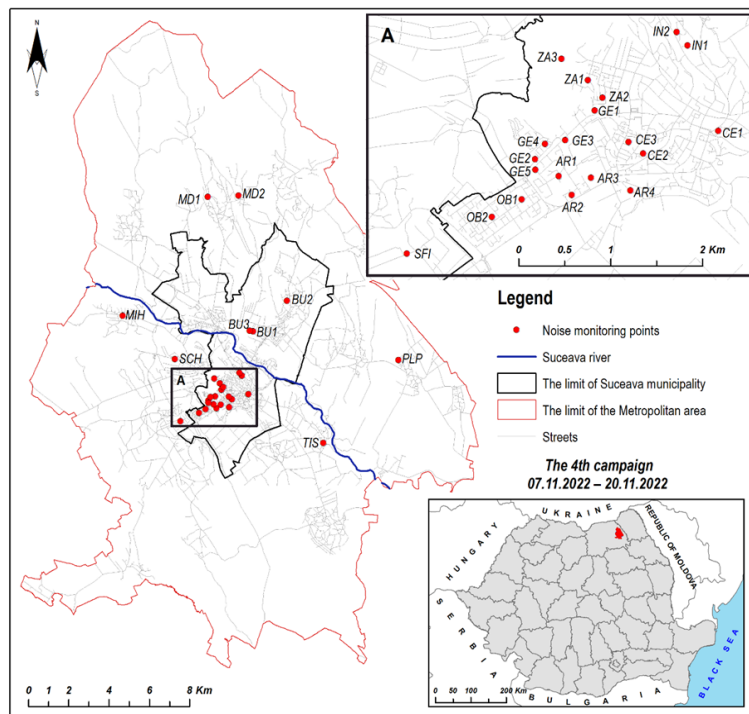 N
S
A
IN2
IN1
ZA3
ZA1
ZA2
GE1
CE1
GE4
GE3
CE3
CE2
GE2
AR1
GE5
AR3
OB1
AR2
AR4
OB2
SFI
0 0.5 1 2 Km
MD1
MD2
BU2
MIH
BU3
BU1
SCH
PLP
A
TIS
Legend
Noise monitoring points
Suceava river
The limit of Suceava municipality
The limit of the Metropolitan area
Streets
The 4th campaign
07.11.2022 – 20.11.2022
UKRAINE
REPUBLIC OF MOLDOVA
HUNGARY
SERBIA
BULGARIA
BLACK SEA
0 50 100 200 Km
0 1 2 4 6 8 Km